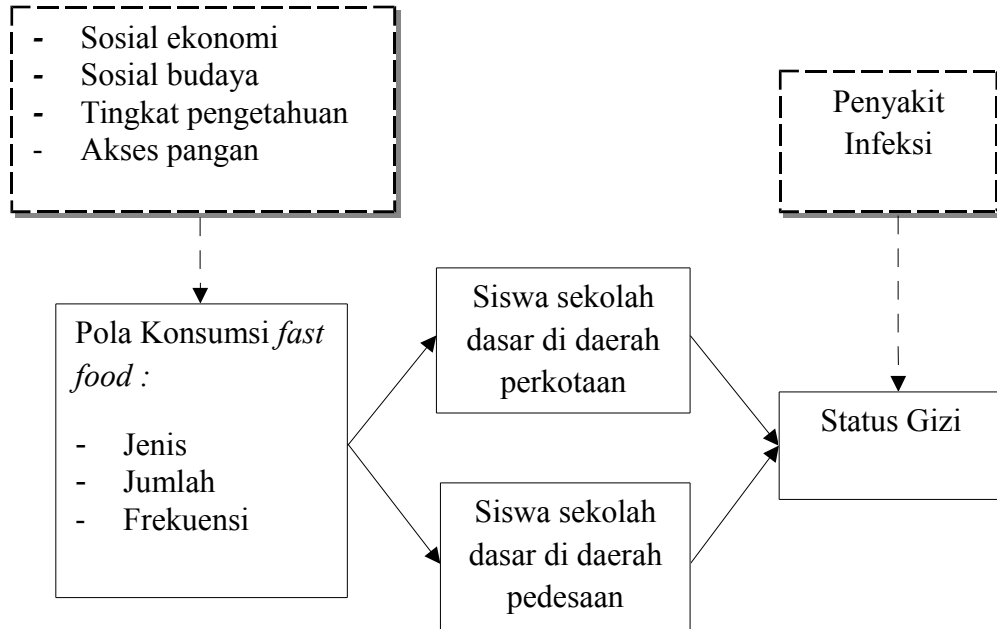 - Sosial ekonomi
- Sosial budaya
- Tingkat pengetahuan
- Akses pangan
Penyakit
Infeksi
Pola Konsumsi fast
food :
- Jenis
- Jumlah
- Frekuensi
Siswa sekolah
dasar di daerah
perkotaan
Siswa sekolah
dasar di daerah
pedesaan
Status Gizi